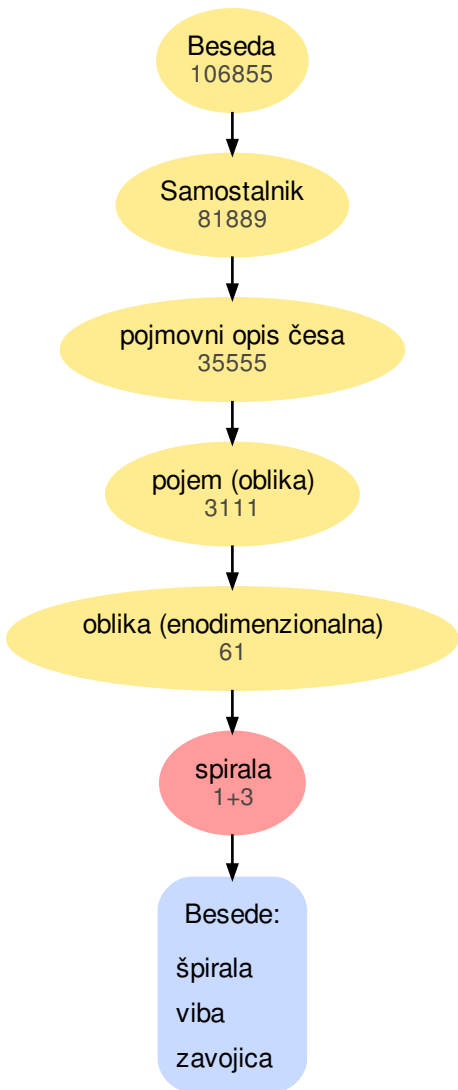 Beseda
106855
Samostalnik
81889
pojmovni opis česa
35555
pojem (oblika)
3111
oblika (enodimenzionalna)
61
spirala
1+3
Besede:
špirala
viba
zavojica